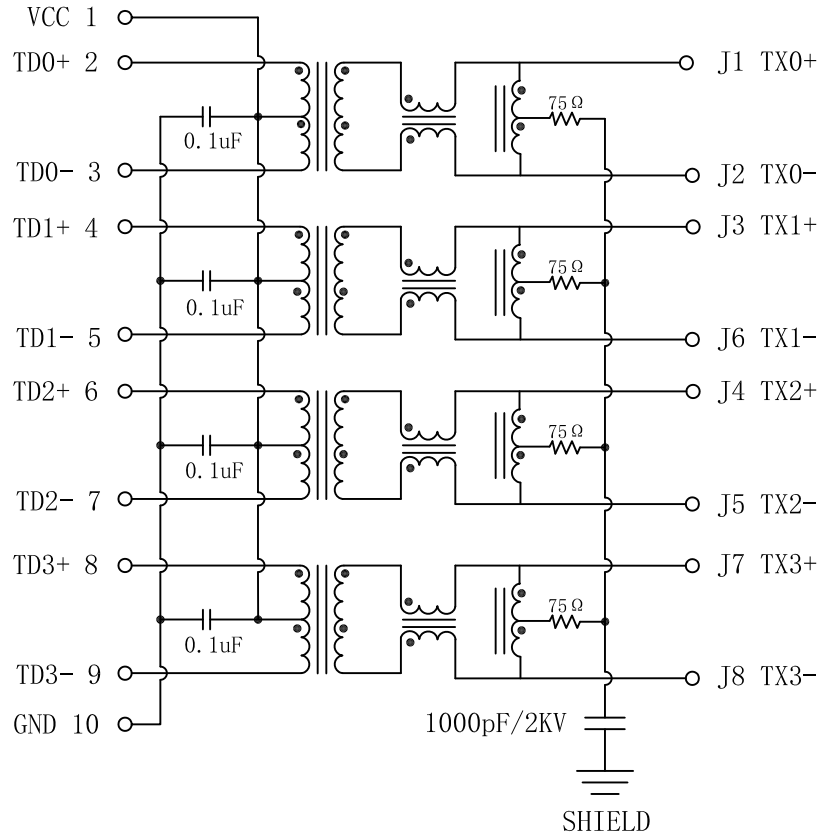 VCC 1
TD0+ 2
J1 TX0+
75Ω
0.1uF
TD0- 3
J2 TX0-
TD1+ 4
J3 TX1+
75Ω
0.1uF
TD1- 5
J6 TX1-
TD2+ 6
J4 TX2+
75Ω
0.1uF
TD2- 7
J5 TX2-
TD3+ 8
J7 TX3+
75Ω
0.1uF
TD3- 9
J8 TX3-
GND 10
1000pF/2KV
SHIELD